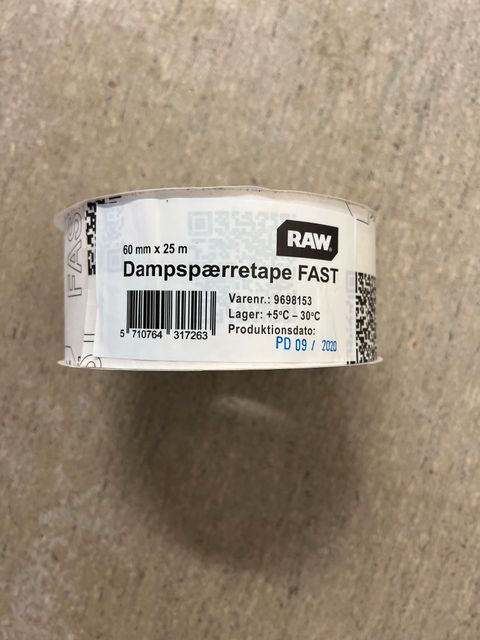 FAS
60 mm x 25 m
RAW
Dampspærretape FAST
Varenr.: 9698153
Lager: +5°C – 30°C
Produktionsdato:
PD 09 / 2020
5 710764 317263